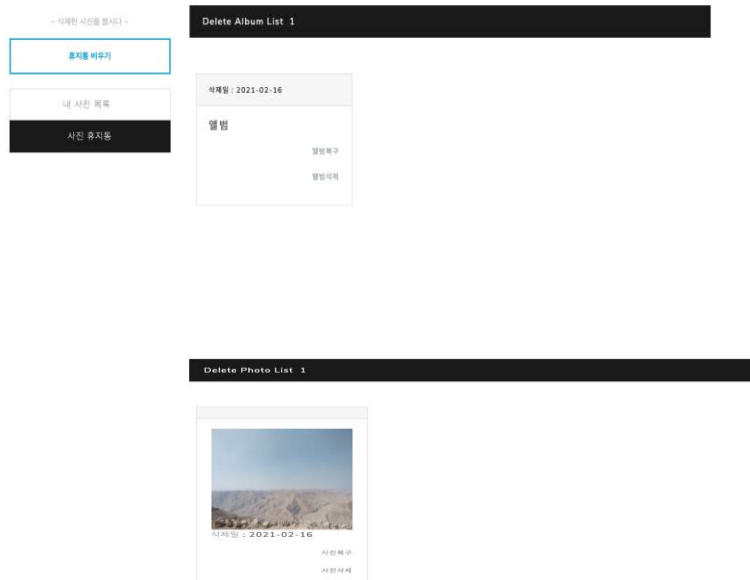 ~ 삭제한 사진을 봅시다 ~
휴지통 비우기
내 사진 목록
사진 휴지통
Delete Album List 1
삭제일 : 2021-02-16
앨범
앨범복구
앨범삭제
Delete Photo List 1
삭제일 : 2021-02-16
사진복구
사진삭제